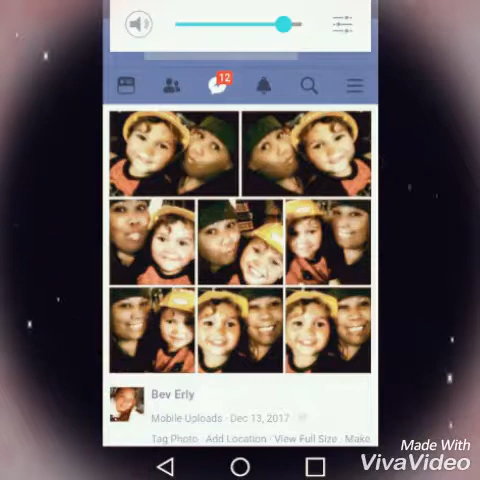 12
Bev Erly
Mobile Uploads · Dec 13, 2017
Tag Photo · Add Location · View Full Size · Make
Made With
VivaVideo